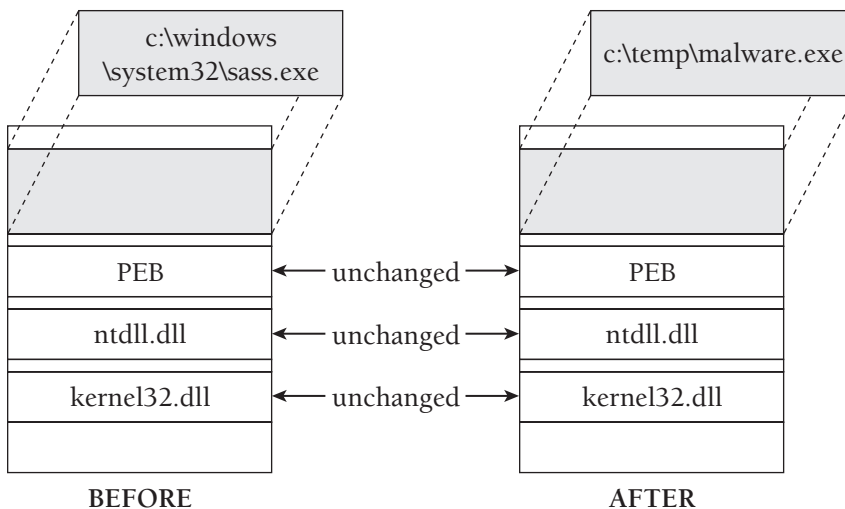 c:\windows
\system32\sass.exe
c:\temp\malware.exe
PEB
unchanged
PEB
ntdll.dll
unchanged
ntdll.dll
kernel32.dll
unchanged
kernel32.dll
BEFORE
AFTER